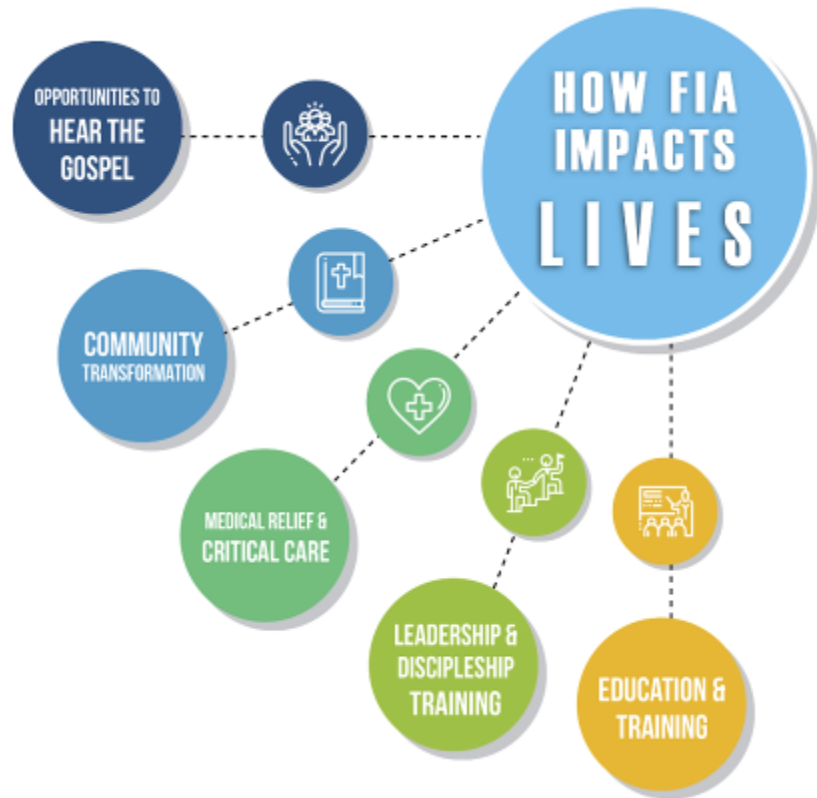 HOW FIA
IMPACTS
LIVES
OPPORTUNITIES TO
HEAR THE
GOSPEL
COMMUNITY
TRANSFORMATION
MEDICAL RELIEF &
CRITICAL CARE
LEADERSHIP &
DISCIPLESHIP
TRAINING
EDUCATION &
TRAINING